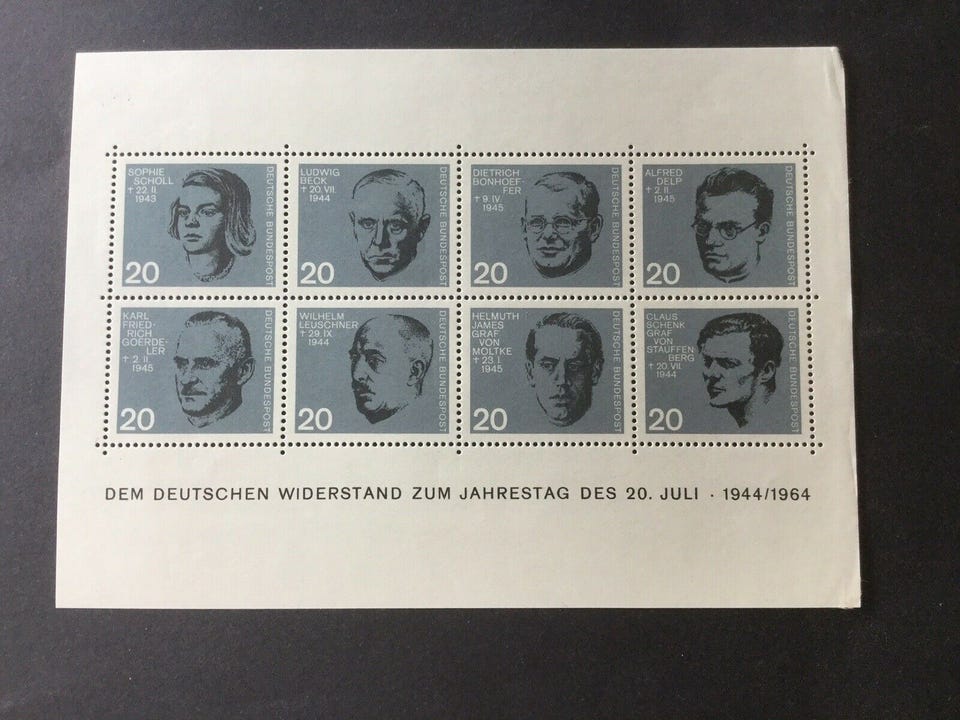 SOPHIE
SCHOLL
† 22. II.
1943
DEUTSCHE BUNDESPOST
20
LUDWIG
BECK
† 20. VII.
1944
DEUTSCHE BUNDESPOST
20
DIETRICH
BONHOEF-
FER
† 9. IV.
1945
DEUTSCHE BUNDESPOST
20
ALFRED
DELP
† 2. II.
1945
DEUTSCHE BUNDESPOST
20
KARL
FRIED-
RICH
GOERDE-
LER
† 2. II.
1945
DEUTSCHE BUNDESPOST
20
WILHELM
LEUSCHNER
† 29. IX.
1944
DEUTSCHE BUNDESPOST
20
HELMUTH
JAMES
GRAF
VON
MOLTKE
† 23. I.
1945
DEUTSCHE BUNDESPOST
20
CLAUS
SCHENK
GRAF
VON
STAUFFEN
BERG
† 20. VII.
1944
DEUTSCHE BUNDESPOST
20
DEM DEUTSCHEN WIDERSTAND ZUM JAHRESTAG DES 20. JULI · 1944/1964